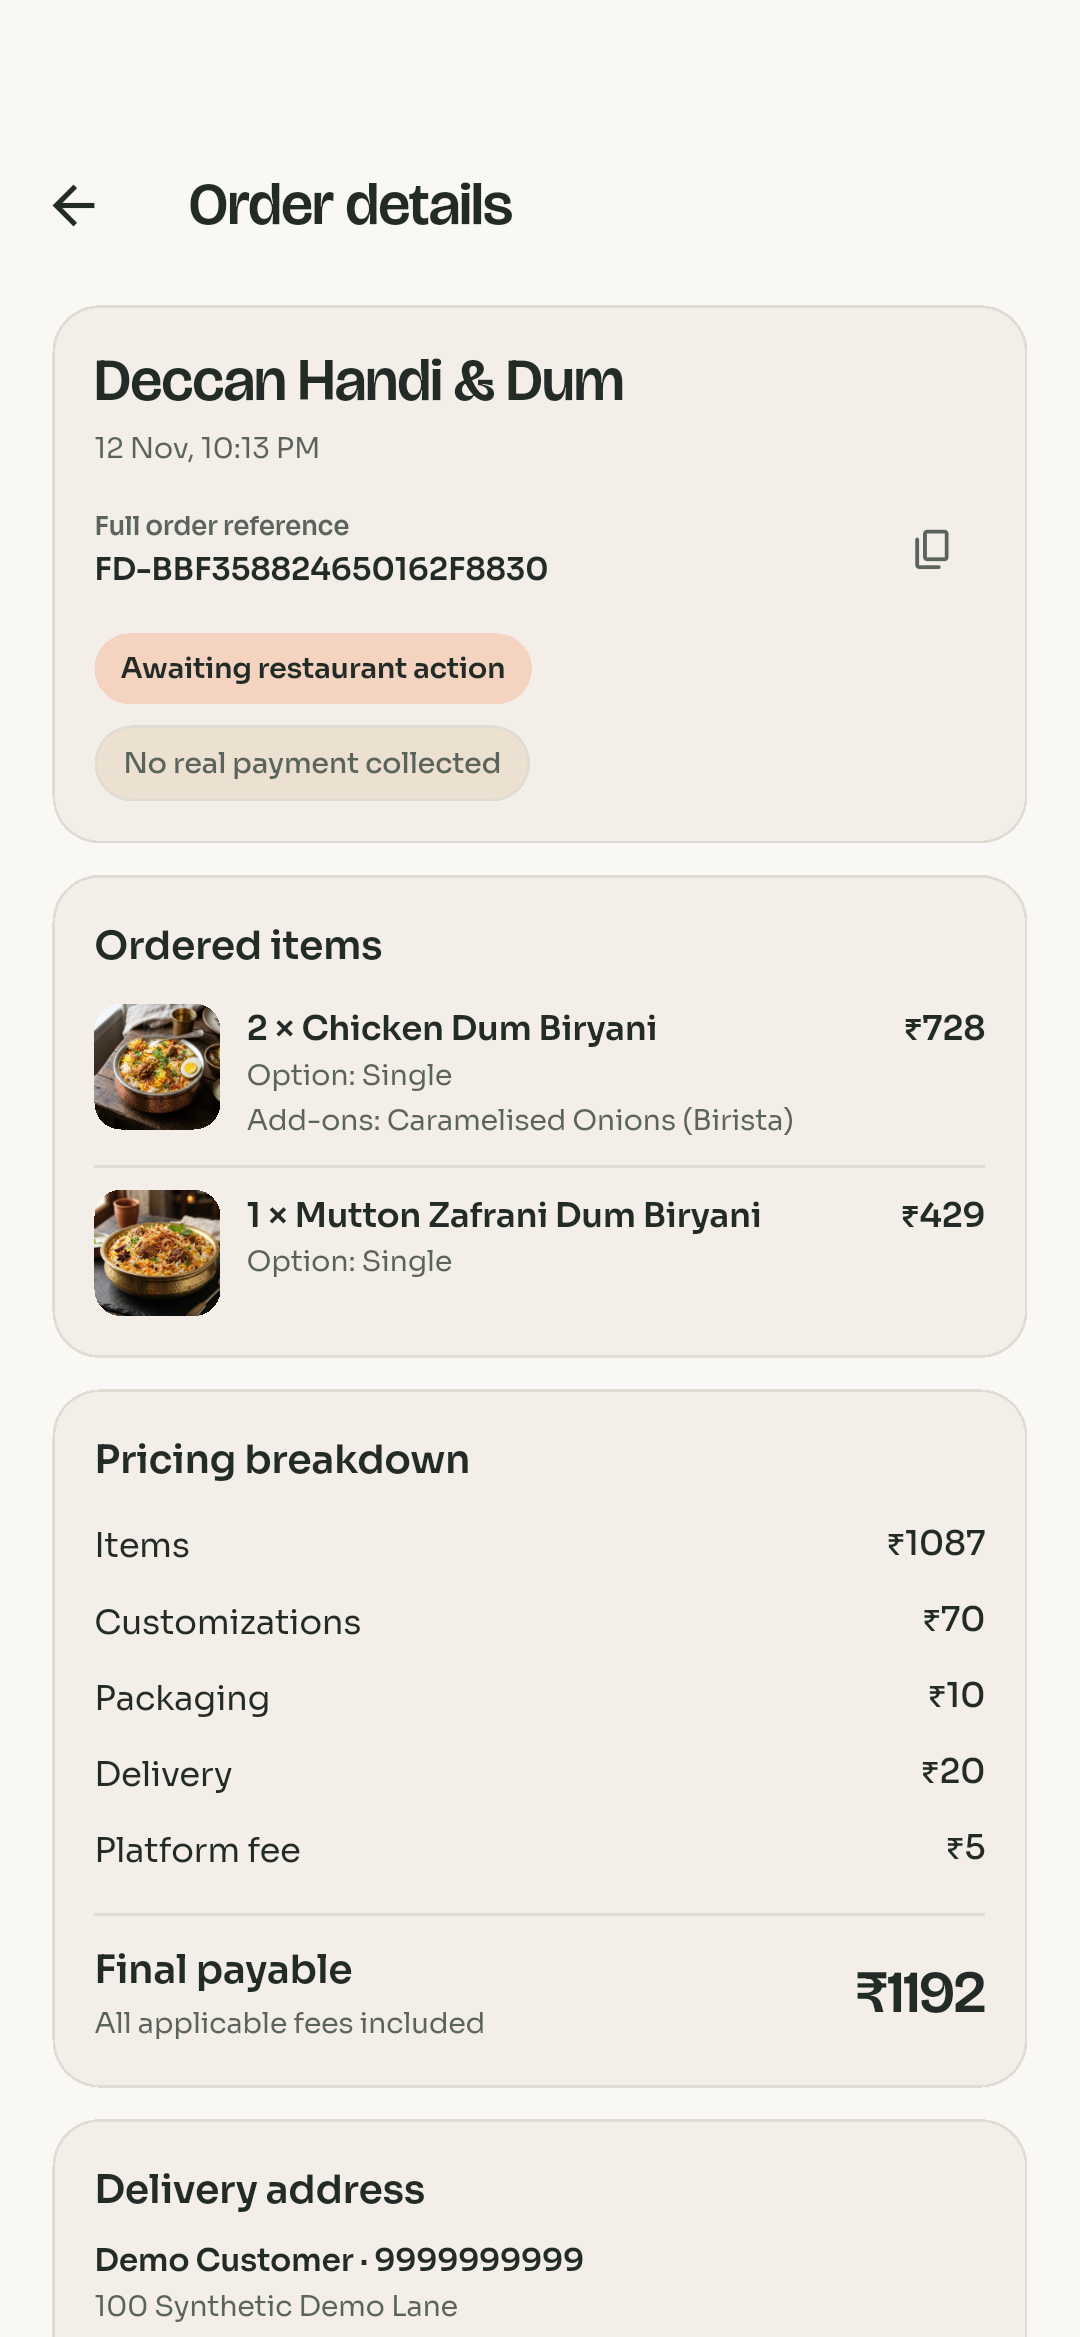 Order details
Deccan Handi & Dum
12 Nov, 10:13 PM
Full order reference
FD-BBF358824650162F8830
Awaiting restaurant action
No real payment collected
Ordered items
2 × Chicken Dum Biryani ₹728
Option: Single
Add-ons: Caramelised Onions (Birista)
1 × Mutton Zafrani Dum Biryani ₹429
Option: Single
Pricing breakdown
Items ₹1087
Customizations ₹70
Packaging ₹10
Delivery ₹20
Platform fee ₹5
Final payable ₹1192
All applicable fees included
Delivery address
Demo Customer · 9999999999
100 Synthetic Demo Lane